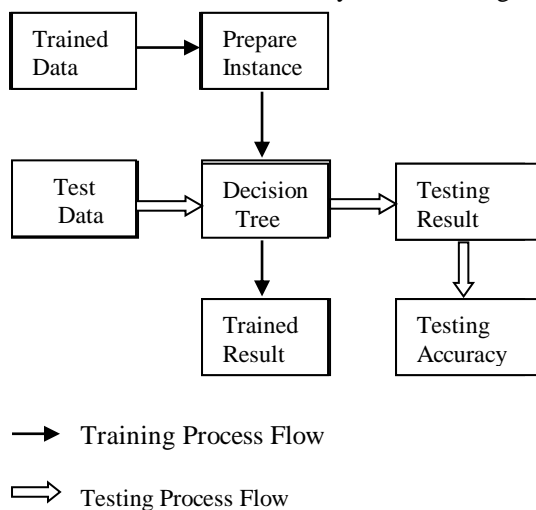 Trained
Data
Prepare
Instance
Test
Data
Decision
Tree
Testing
Result
Trained
Result
Testing
Accuracy
Training Process Flow
Testing Process Flow